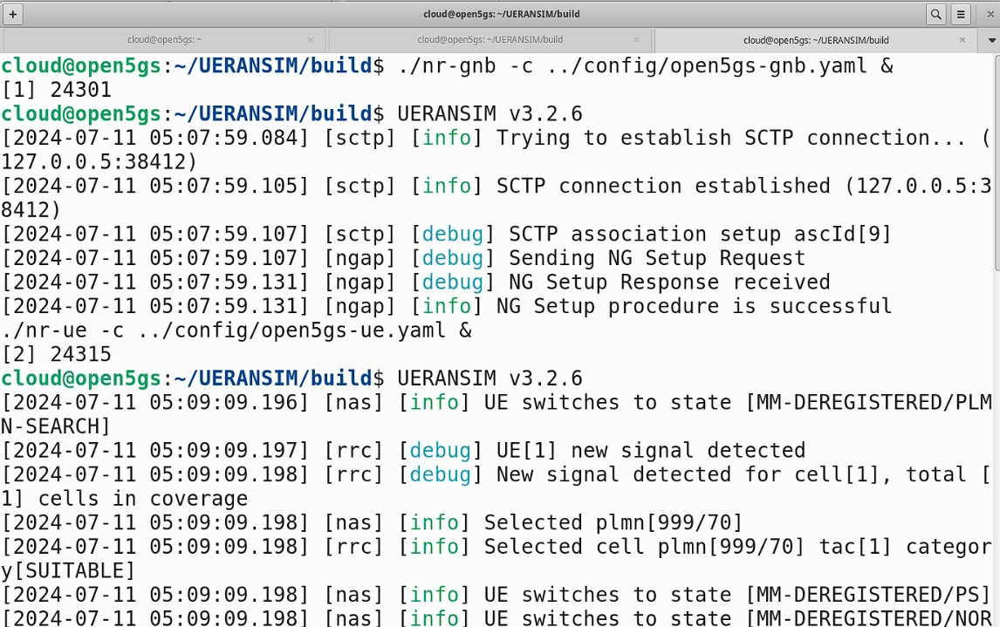 cloud@open5gs: ~/UERANSIM/build
cloud@open5gs: ~
cloud@open5gs: ~/UERANSIM/build
cloud@open5gs: ~/UERANSIM/build
cloud@open5gs:~/UERANSIM/build$ ./nr-gnb -c ../config/open5gs-gnb.yaml &
[1] 24301
cloud@open5gs:~/UERANSIM/build$ UERANSIM v3.2.6
[2024-07-11 05:07:59.084] [sctp] [info] Trying to establish SCTP connection... (
127.0.0.5:38412)
[2024-07-11 05:07:59.105] [sctp] [info] SCTP connection established (127.0.0.5:3
8412)
[2024-07-11 05:07:59.107] [sctp] [debug] SCTP association setup ascId[9]
[2024-07-11 05:07:59.107] [ngap] [debug] Sending NG Setup Request
[2024-07-11 05:07:59.131] [ngap] [debug] NG Setup Response received
[2024-07-11 05:07:59.131] [ngap] [info] NG Setup procedure is successful
./nr-ue -c ../config/open5gs-ue.yaml &
[2] 24315
cloud@open5gs:~/UERANSIM/build$ UERANSIM v3.2.6
[2024-07-11 05:09:09.196] [nas] [info] UE switches to state [MM-DEREGISTERED/PLM
N-SEARCH]
[2024-07-11 05:09:09.197] [rrc] [debug] UE[1] new signal detected
[2024-07-11 05:09:09.198] [rrc] [debug] New signal detected for cell[1], total [
1] cells in coverage
[2024-07-11 05:09:09.198] [nas] [info] Selected plmn[999/70]
[2024-07-11 05:09:09.198] [rrc] [info] Selected cell plmn[999/70] tac[1] categor
y[SUITABLE]
[2024-07-11 05:09:09.198] [nas] [info] UE switches to state [MM-DEREGISTERED/PS]
[2024-07-11 05:09:09.198] [nas] [info] UE switches to state [MM-DEREGISTERED/NOR